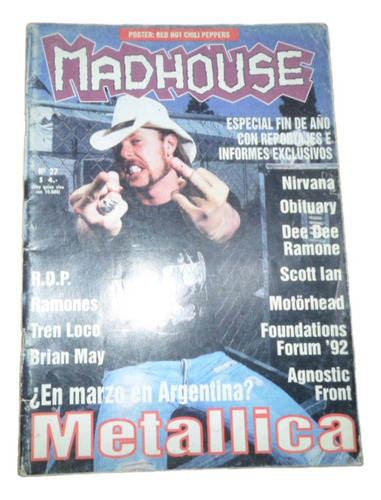 POSTER: RED HOT CHILI PEPPERS
MADHOUSE
ESPECIAL FIN DE AÑO
CON REPORTAJES E
INFORMES EXCLUSIVOS
Nº 27
$ 4.-
Nirvana
Obituary
Dee Dee
Ramone
Scott Ian
Motörhead
Foundations
Forum '92
Agnostic
Front
R.D.P.
Ramones
Tren Loco
Brian May
¿En marzo en Argentina?
Metallica